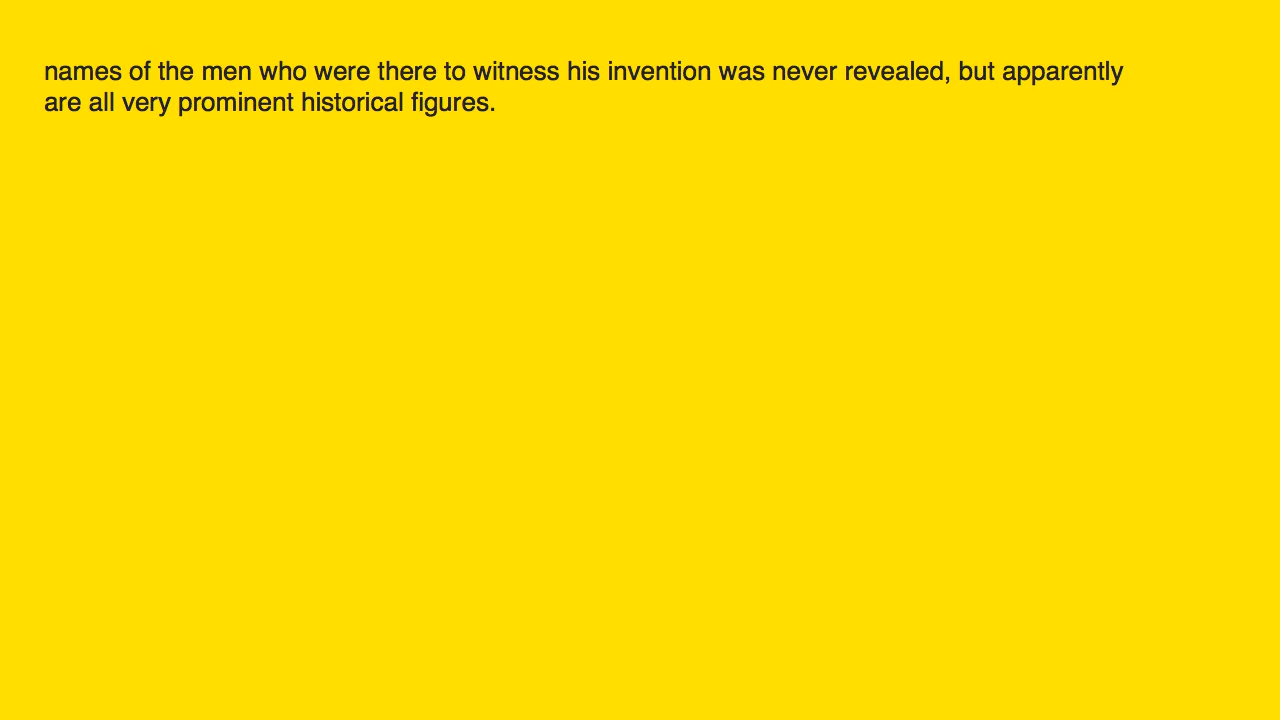 names of the men who were there to witness his invention was never revealed, but apparently
are all very prominent historical figures.